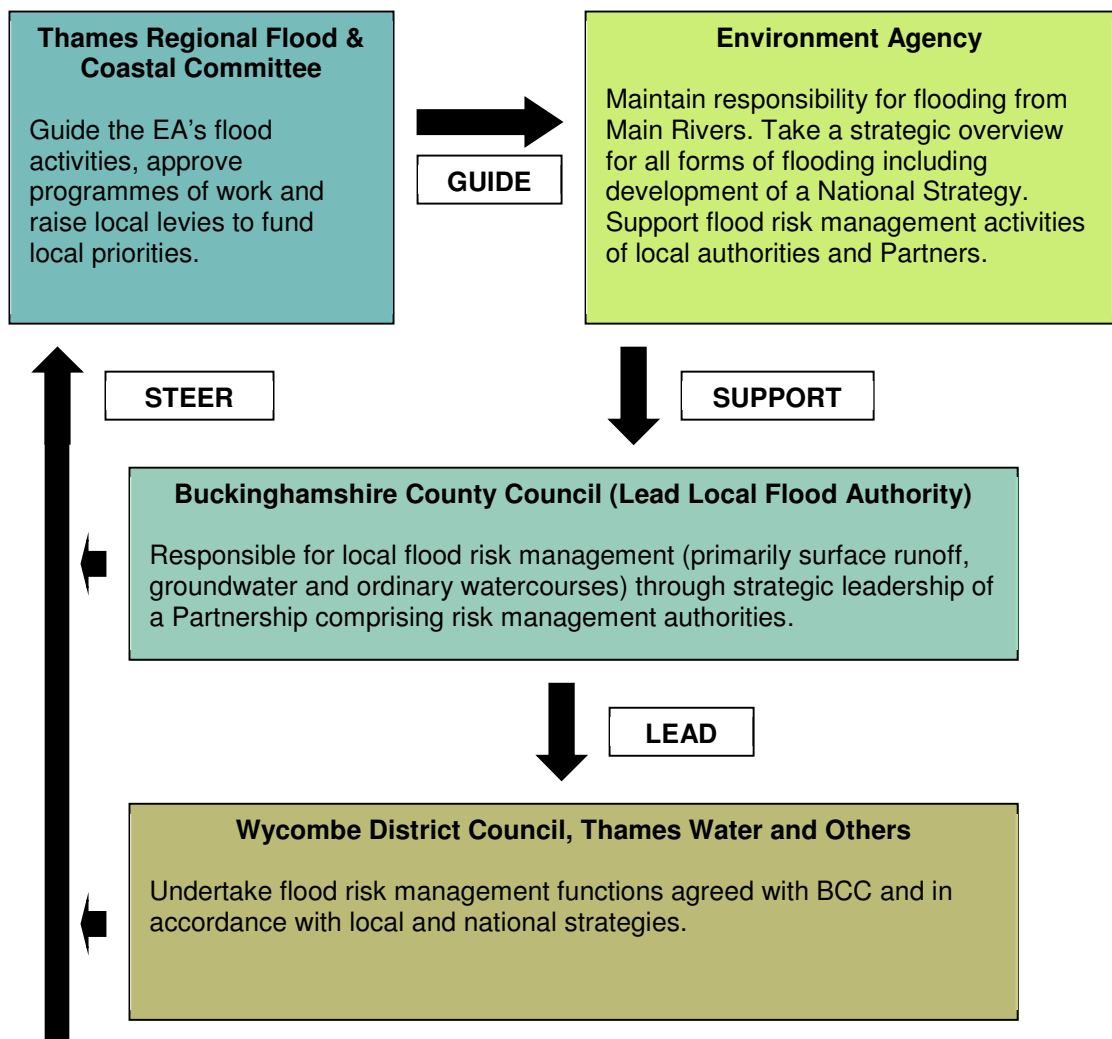 Thames Regional Flood &
Coastal Committee
Guide the EA’s flood
activities, approve
programmes of work and
raise local levies to fund
local priorities.
GUIDE
Environment Agency
Maintain responsibility for flooding from
Main Rivers. Take a strategic overview
for all forms of flooding including
development of a National Strategy.
Support flood risk management activities
of local authorities and Partners.
STEER
SUPPORT
Buckinghamshire County Council (Lead Local Flood Authority)
Responsible for local flood risk management (primarily surface runoff,
groundwater and ordinary watercourses) through strategic leadership of
a Partnership comprising risk management authorities.
LEAD
Wycombe District Council, Thames Water and Others
Undertake flood risk management functions agreed with BCC and in
accordance with local and national strategies.